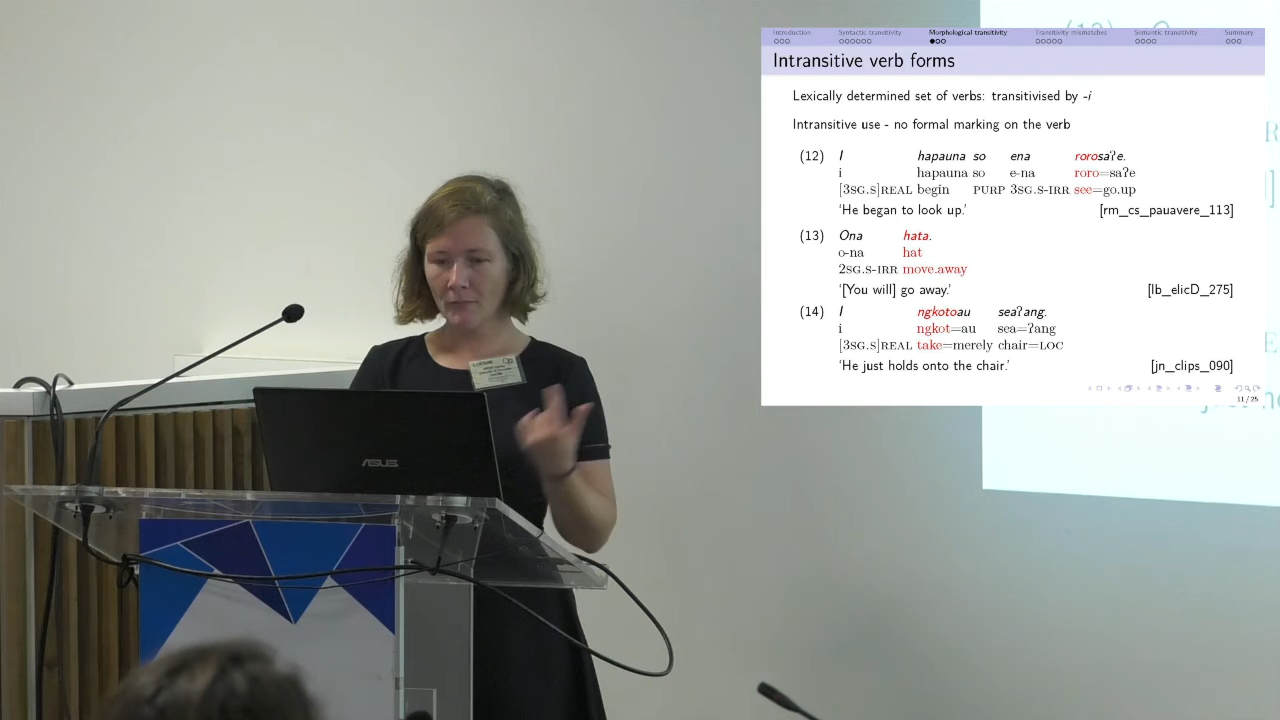 Introduction Syntactic transitivity Morphological transitivity Transitivity mismatches Semantic transitivity Summary
Intransitive verb forms
Lexically determined set of verbs: transitivised by -i
Intransitive use - no formal marking on the verb
(12) I hapauna so ena rorosaʔe.
i hapauna so e-na roro=saʔe
[3SG.S]REAL begin PURP 3SG.S-IRR see=go.up
‘He began to look up.’ [rm_cs_pauavere_113]
(13) Ona hata.
o-na hat
2SG.S-IRR move.away
‘[You will] go away.’ [lb_elicD_275]
(14) I ngkotoau seaʔang.
i ngkot=au sea=ʔang
[3SG.S]REAL take=merely chair=LOC
‘He just holds onto the chair.’ [jn_clips_090]
11 / 25
ASUS